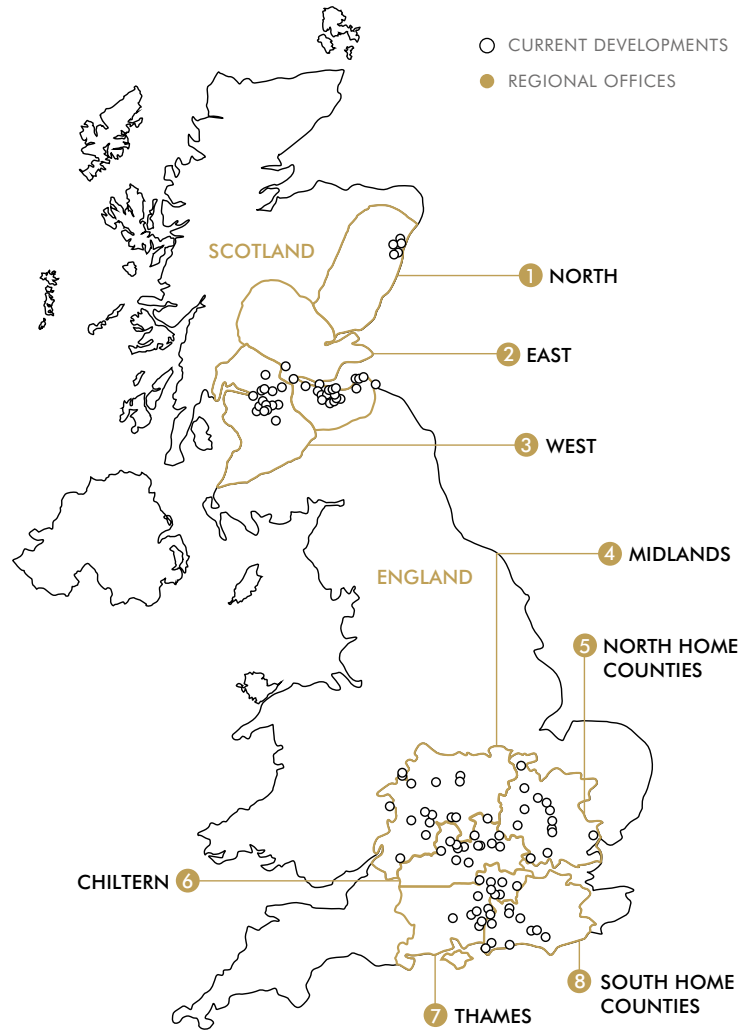 CURRENT DEVELOPMENTS
REGIONAL OFFICES
SCOTLAND
1 NORTH
2 EAST
3 WEST
ENGLAND
4 MIDLANDS
5 NORTH HOME
COUNTIES
CHILTERN 6
7 THAMES
8 SOUTH HOME
COUNTIES